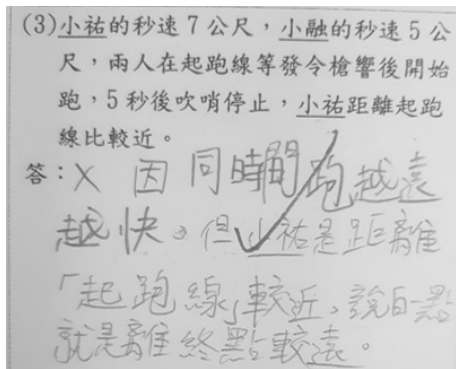 (3)小祐的秒速7公尺，小融的秒速5公
尺，兩人在起跑線等發令槍響後開始
跑，5秒後吹哨停止，小祐距離起跑
線比較近。
答：X 因同時間跑越遠
越快。但小祐是距離
「起跑線」較近，說白一點
就是離終點較遠。